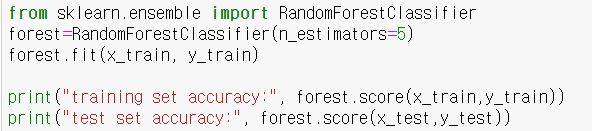 from sklearn.ensemble import RandomForestClassifier
forest=RandomForestClassifier(n_estimators=5)
forest.fit(x_train, y_train)
print("training set accuracy:", forest.score(x_train,y_train))
print("test set accuracy:", forest.score(x_test,y_test))